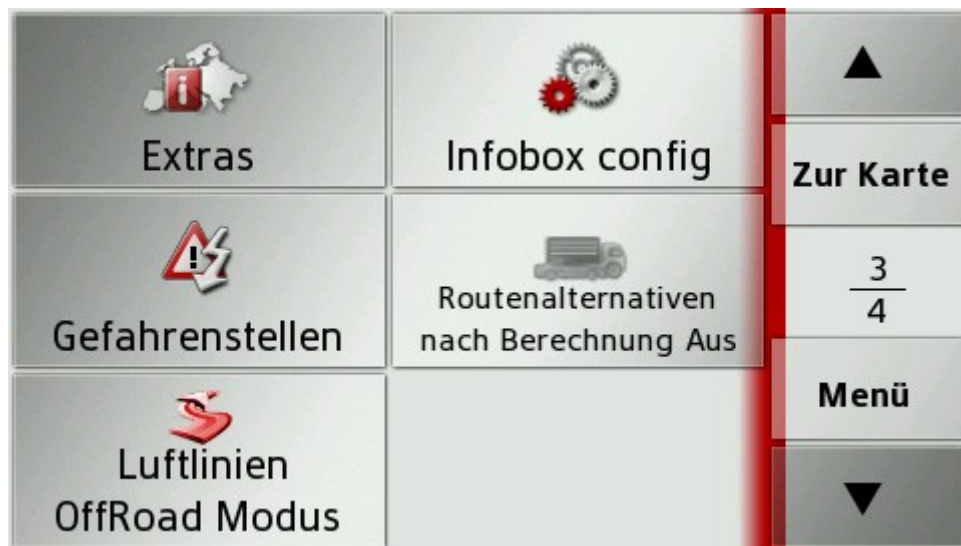 Extras
Infobox config
Zur Karte
Gefahrenstellen
Routenalternativen
nach Berechnung Aus
3
4
Menü
Luftlinien
OffRoad Modus